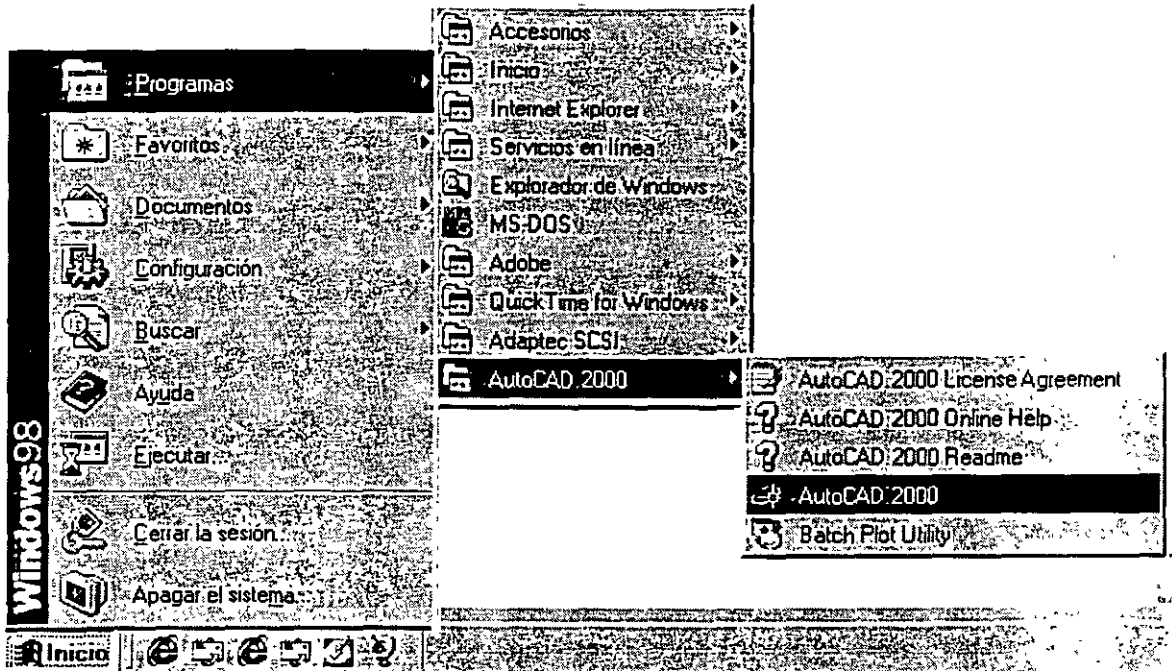 Programas
Favoritos
Documentos
Configuración
Buscar
Ayuda
Ejecutar...
Cerrar la sesión...
Apagar el sistema...
Windows98
Inicio
Accesorios
Inicio
Internet Explorer
Servicios en línea
Explorador de Windows
MS-DOS
Adobe
QuickTime for Windows
Adaptec SCSI
AutoCAD 2000
AutoCAD 2000 License Agreement
AutoCAD 2000 Online Help
AutoCAD 2000 Readme
AutoCAD 2000
Batch Plot Utility